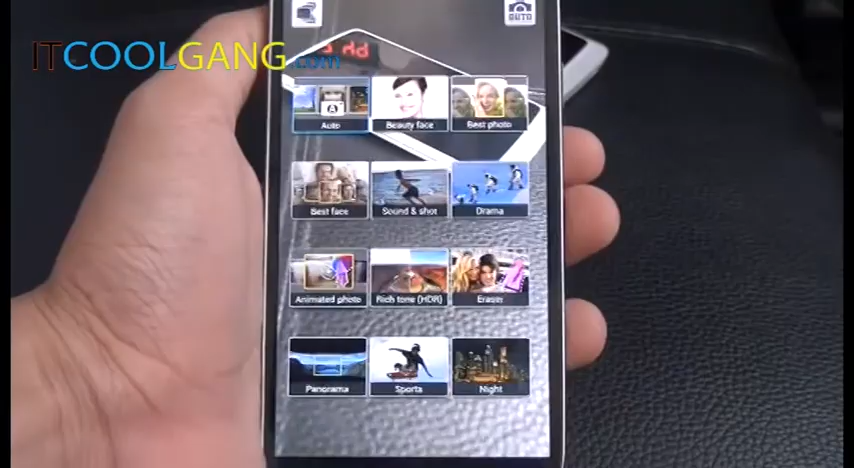 ITCOOLGANG.com
AUTO
A
Auto
Beauty face
Best photo
Best face
Sound & shot
Drama
Animated photo
Rich tone (HDR)
Eraser
Panorama
Sports
Night